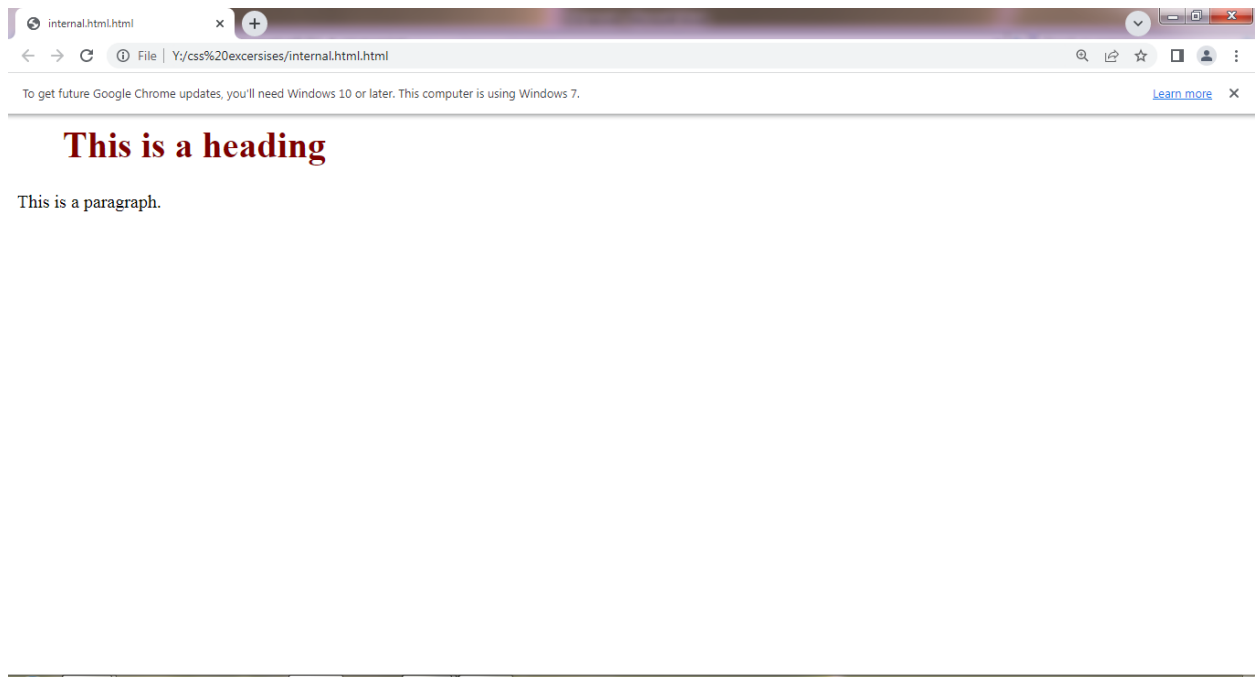 internal.html.html
File | Y:/css%20excersises/internal.html.html
To get future Google Chrome updates, you'll need Windows 10 or later. This computer is using Windows 7. Learn more
This is a heading
This is a paragraph.